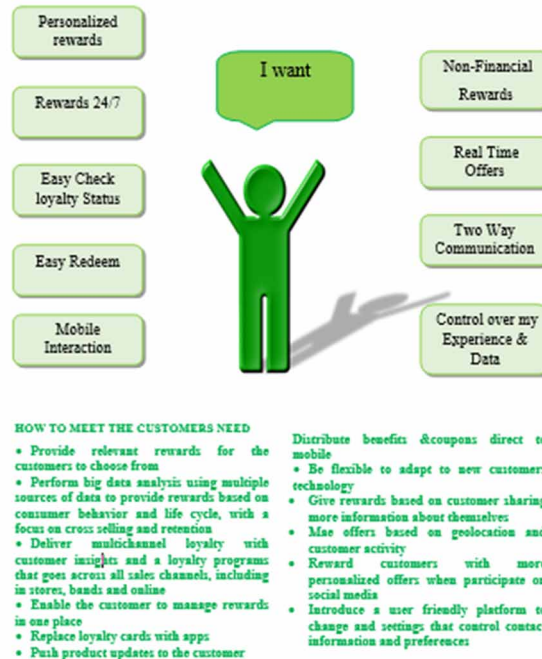 Personalized
rewards
Rewards 24/7
Easy Check
loyalty Status
Easy Redeem
Mobile
Interaction
I want
Non-Financial
Rewards
Real Time
Offers
Two Way
Communication
Control over my
Experience &
Data
HOW TO MEET THE CUSTOMERS NEED
• Provide relevant rewards for the
customers to choose from
• Perform big data analysis using multiple
sources of data to provide rewards based on
consumer behavior and life cycle, with a
focus on cross selling and retention
• Deliver multichannel loyalty with
customer insights and a loyalty programs
that goes across all sales channels, including
in stores, bands and online
• Enable the customer to manage rewards
in one place
• Replace loyalty cards with apps
• Push product updates to the customer
Distribute benefits &coupons direct to
mobile
• Be flexible to adapt to new customer
technology
• Give rewards based on customer sharing
more information about themselves
• Mae offers based on geolocation and
customer activity
• Reward customers with more
personalized offers when participate on
social media
• Introduce a user friendly platform to
change and settings that control contact
information and preferences